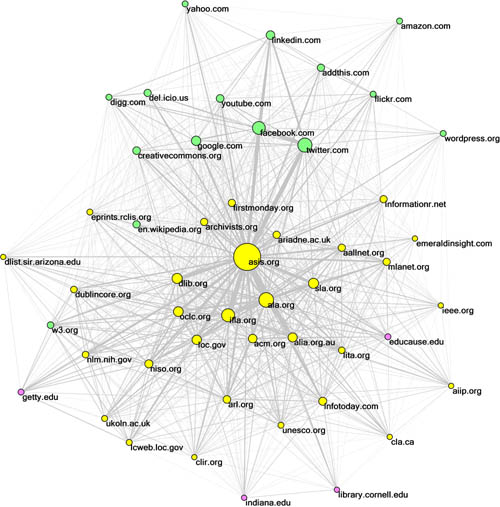 yahoo.com
amazon.com
linkedin.com
addthis.com
digg.com
del.icio.us
youtube.com
flickr.com
facebook.com
google.com
twitter.com
wordpress.org
creativecommons.org
firstmonday.org
informationr.net
eprints.rclis.org
en.wikipedia.org
archivists.org
ariadne.ac.uk
emeraldinsight.com
aallnet.org
dlist.sir.arizona.edu
asis.org
mlanet.org
dlib.org
sla.org
dublincore.org
ala.org
ieee.org
oclc.org
ifla.org
w3.org
loc.gov
acm.org
alia.org.au
educause.edu
nlm.nih.gov
niso.org
lita.org
getty.edu
aiip.org
arl.org
infotoday.com
ukoln.ac.uk
unesco.org
lcweb.loc.gov
cla.ca
clir.org
indiana.edu
library.cornell.edu